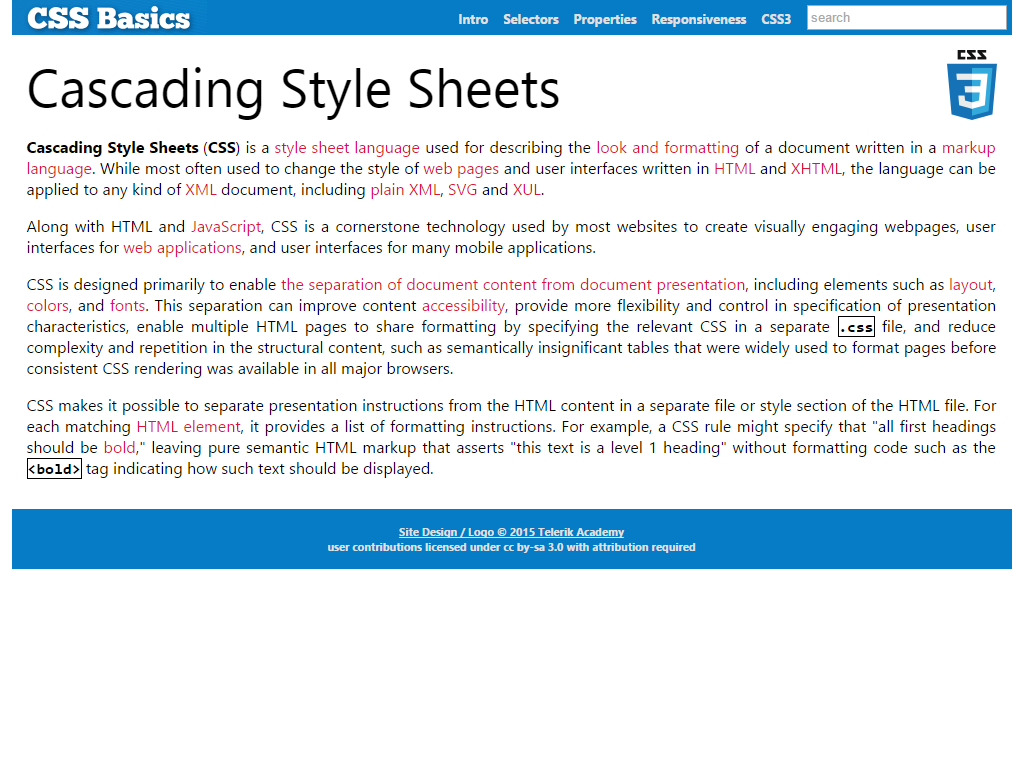 CSS Basics
Intro Selectors Properties Responsiveness CSS3 search
CSS
3
Cascading Style Sheets
Cascading Style Sheets (CSS) is a style sheet language used for describing the look and formatting of a document written in a markup
language. While most often used to change the style of web pages and user interfaces written in HTML and XHTML, the language can be
applied to any kind of XML document, including plain XML, SVG and XUL.
Along with HTML and JavaScript, CSS is a cornerstone technology used by most websites to create visually engaging webpages, user
interfaces for web applications, and user interfaces for many mobile applications.
CSS is designed primarily to enable the separation of document content from document presentation, including elements such as layout,
colors, and fonts. This separation can improve content accessibility, provide more flexibility and control in specification of presentation
characteristics, enable multiple HTML pages to share formatting by specifying the relevant CSS in a separate .css file, and reduce
complexity and repetition in the structural content, such as semantically insignificant tables that were widely used to format pages before
consistent CSS rendering was available in all major browsers.
CSS makes it possible to separate presentation instructions from the HTML content in a separate file or style section of the HTML file. For
each matching HTML element, it provides a list of formatting instructions. For example, a CSS rule might specify that "all first headings
should be bold," leaving pure semantic HTML markup that asserts "this text is a level 1 heading" without formatting code such as the
<bold> tag indicating how such text should be displayed.
Site Design / Logo © 2015 Telerik Academy
user contributions licensed under cc by-sa 3.0 with attribution required